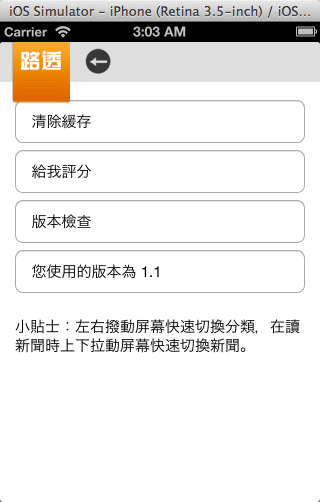 iOS Simulator - iPhone (Retina 3.5-inch) / iOS...
Carrier 3:03 AM
路透
清除緩存
給我評分
版本檢查
您使用的版本為 1.1
小貼士：左右撥動屏幕快速切換分類，在讀
新聞時上下拉動屏幕快速切換新聞。